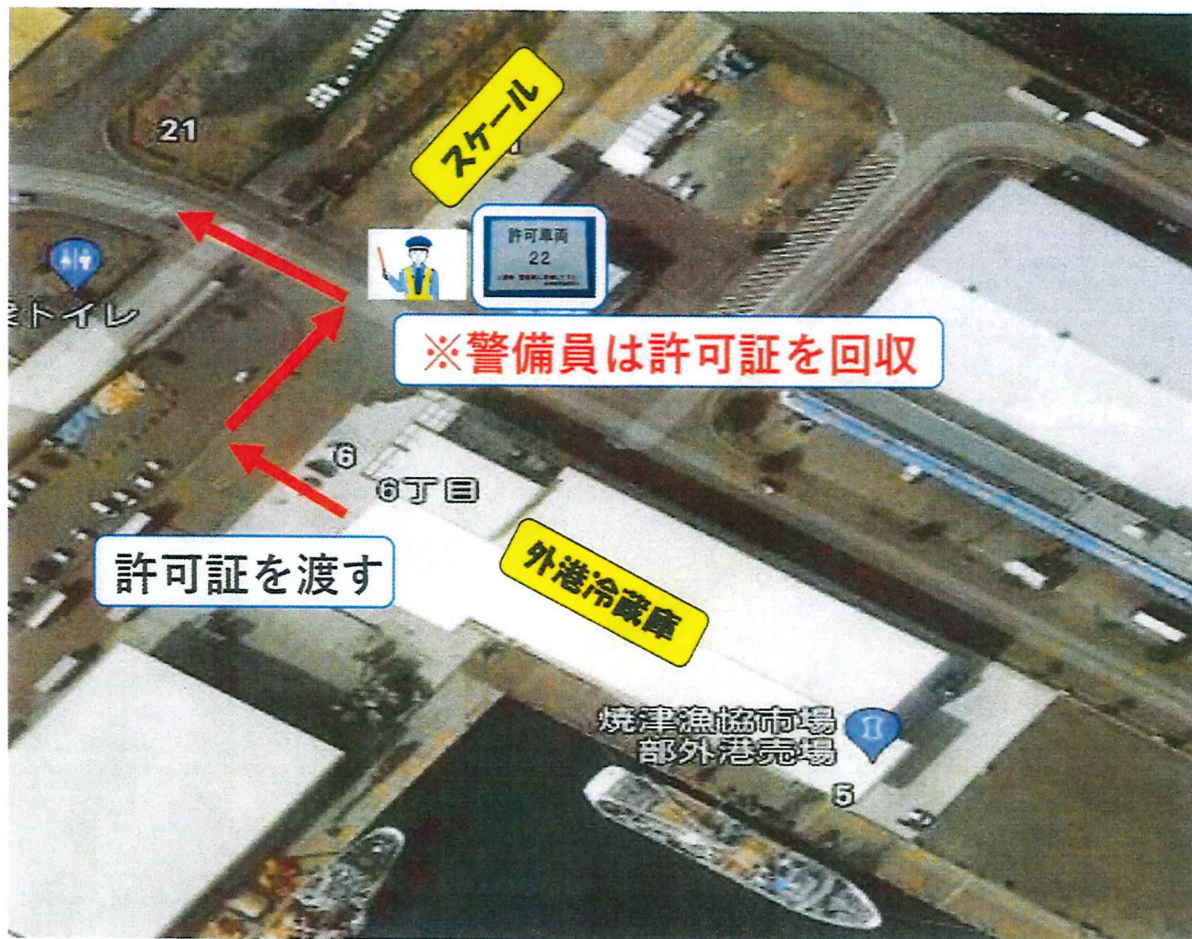 スケール
21
許可車両
22
トイレ
※警備員は許可証を回収
6
6丁目
許可証を渡す
外港冷蔵庫
焼津漁協市場
部外港売場
5